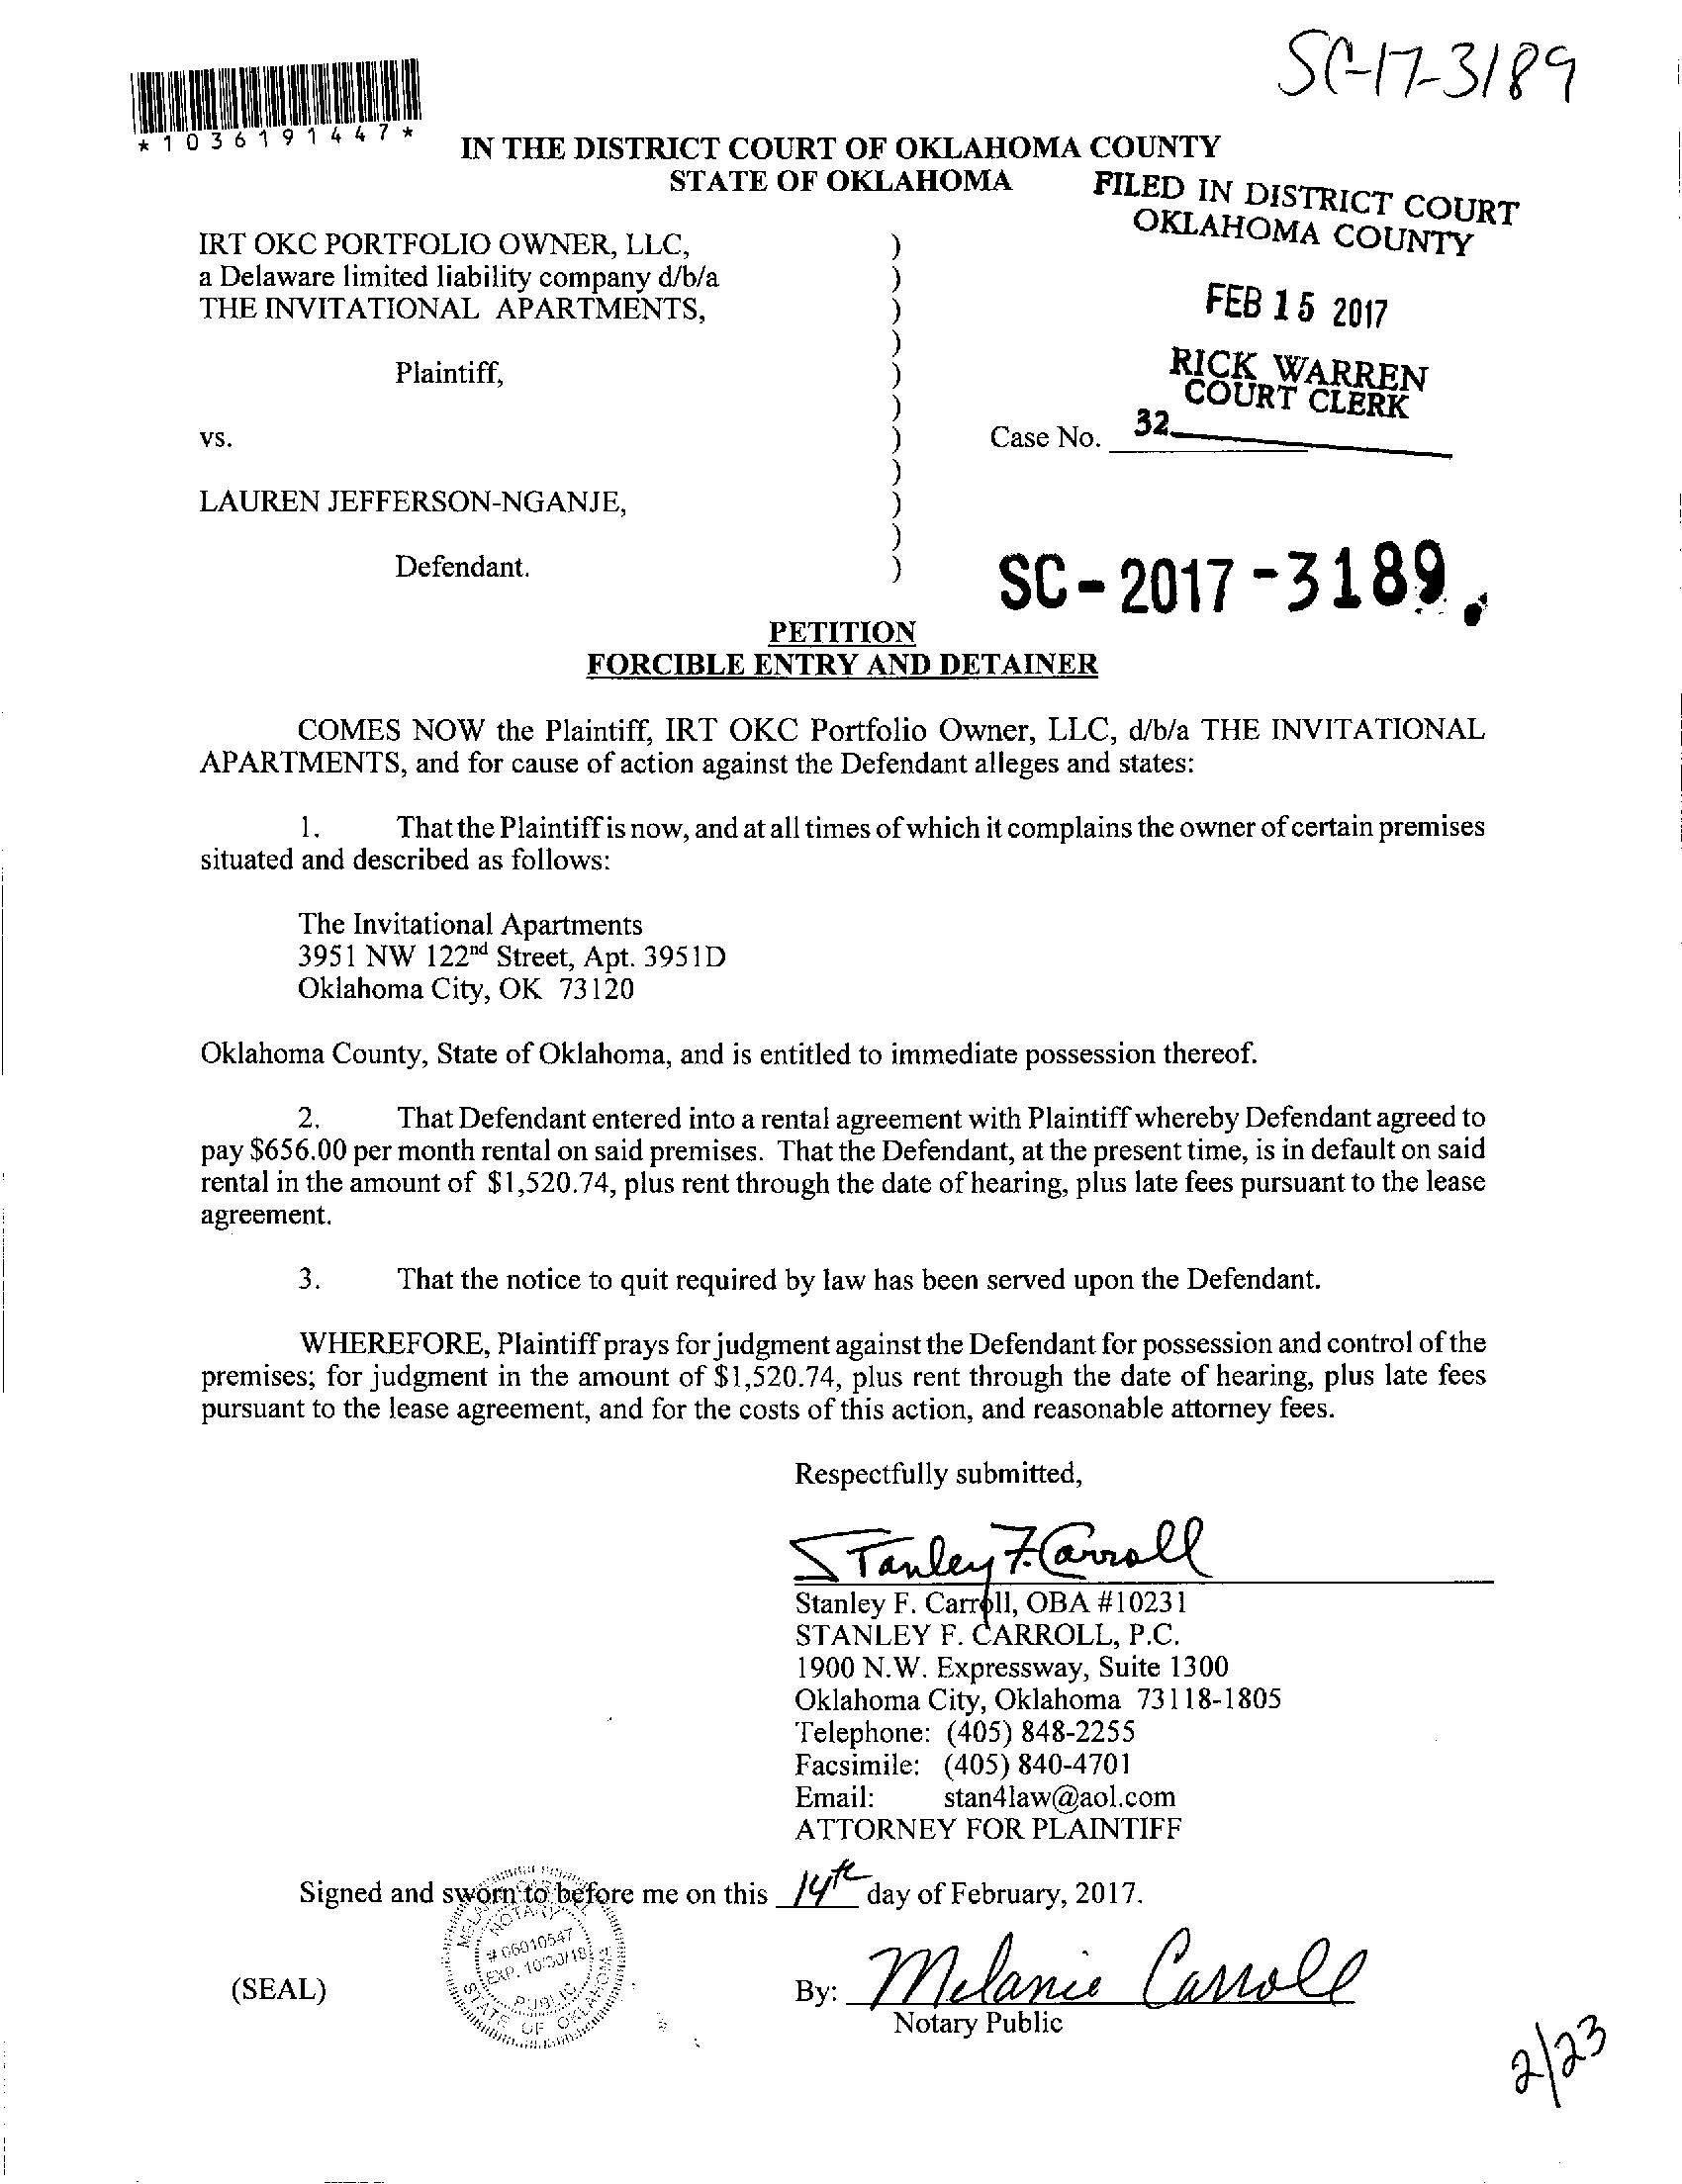 SC-17-3189
*1036191447*
IN THE DISTRICT COURT OF OKLAHOMA COUNTY
STATE OF OKLAHOMA
FILED IN DISTRICT COURT
OKLAHOMA COUNTY
FEB 15 2017
RICK WARREN
COURT CLERK
32
IRT OKC PORTFOLIO OWNER, LLC, )
a Delaware limited liability company d/b/a )
THE INVITATIONAL APARTMENTS, )
)
Plaintiff, )
)
vs. ) Case No.
)
LAUREN JEFFERSON-NGANJE, )
)
Defendant. )
SC-2017-3189
PETITION
FORCIBLE ENTRY AND DETAINER
COMES NOW the Plaintiff, IRT OKC Portfolio Owner, LLC, d/b/a THE INVITATIONAL
APARTMENTS, and for cause of action against the Defendant alleges and states:
1. That the Plaintiff is now, and at all times of which it complains the owner of certain premises
situated and described as follows:
The Invitational Apartments
3951 NW 122nd Street, Apt. 3951D
Oklahoma City, OK 73120
Oklahoma County, State of Oklahoma, and is entitled to immediate possession thereof.
2. That Defendant entered into a rental agreement with Plaintiff whereby Defendant agreed to
pay $656.00 per month rental on said premises. That the Defendant, at the present time, is in default on said
rental in the amount of $1,520.74, plus rent through the date of hearing, plus late fees pursuant to the lease
agreement.
3. That the notice to quit required by law has been served upon the Defendant.
WHEREFORE, Plaintiff prays for judgment against the Defendant for possession and control of the
premises; for judgment in the amount of $1,520.74, plus rent through the date of hearing, plus late fees
pursuant to the lease agreement, and for the costs of this action, and reasonable attorney fees.
Respectfully submitted,
Stanley F. Carroll
Stanley F. Carroll, OBA #10231
STANLEY F. CARROLL, P.C.
1900 N.W. Expressway, Suite 1300
Oklahoma City, Oklahoma 73118-1805
Telephone: (405) 848-2255
Facsimile: (405) 840-4701
Email: stan4law@aol.com
ATTORNEY FOR PLAINTIFF
Signed and sworn to before me on this 14th day of February, 2017.
NOTARY
# 06010547
EXP. 10/30/18
PUBLIC
STATE OF OKLAHOMA
(SEAL)
By: Melanie Carroll
Notary Public
2/23